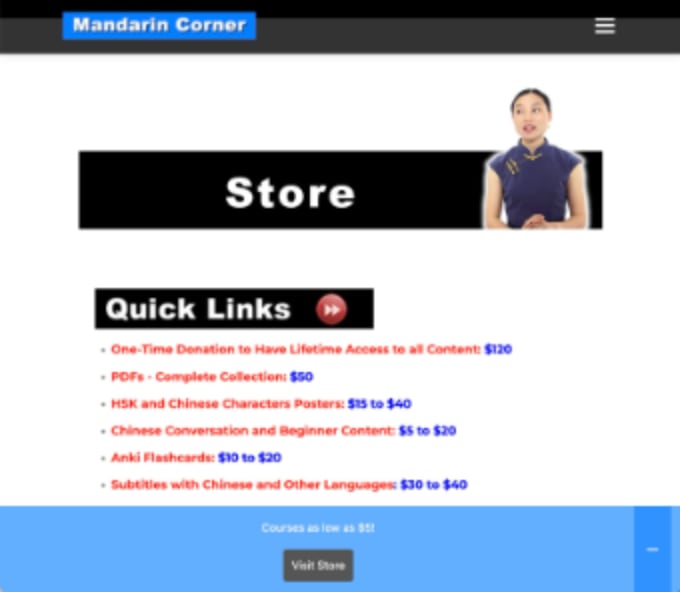 Mandarin Corner
Store
Quick Links
One-Time Donation to Have Lifetime Access to all Content: $120
PDFs - Complete Collection: $50
HSK and Chinese Characters Posters: $15 to $40
Chinese Conversation and Beginner Content: $5 to $20
Anki Flashcards: $10 to $20
Subtitles with Chinese and Other Languages: $30 to $40
Courses as low as $5!
Visit Store